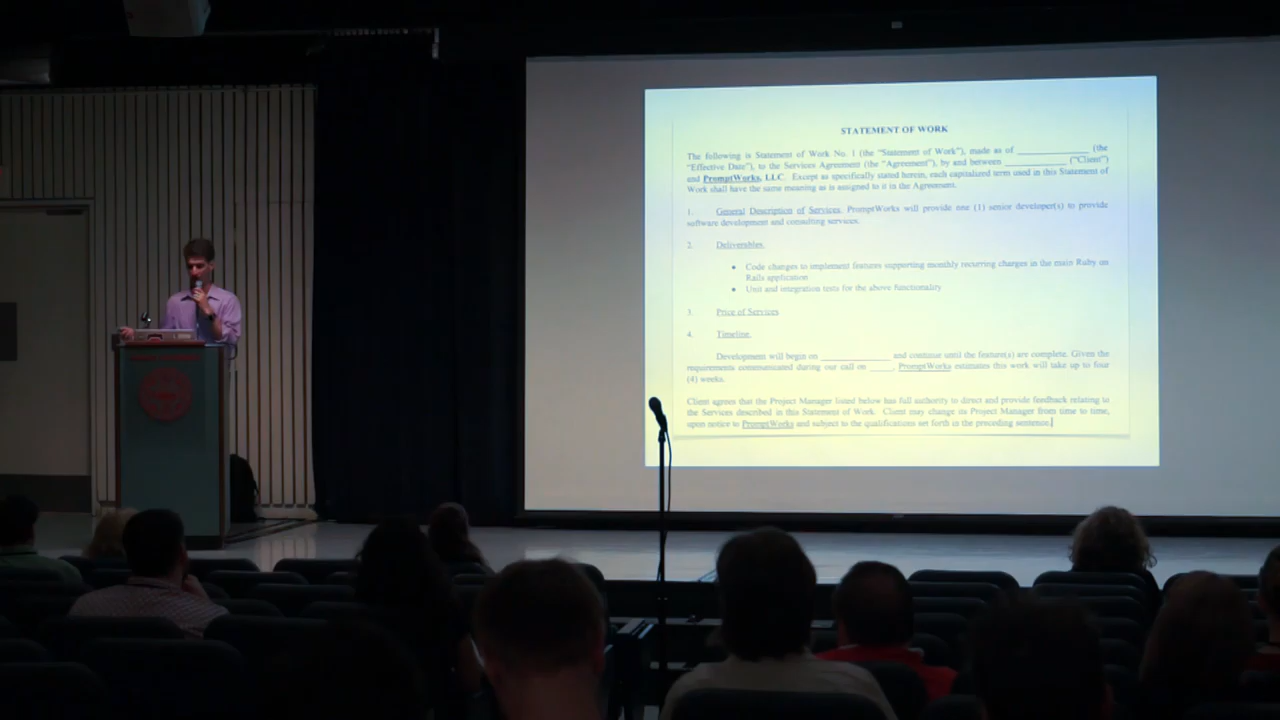 STATEMENT OF WORK
The following is Statement of Work No. 1 (the "Statement of Work"), made as of ____________ (the
"Effective Date"), to the Services Agreement (the "Agreement"), by and between ___________ ("Client")
and PromptWorks, LLC. Except as specifically stated herein, each capitalized term used in this Statement of
Work shall have the same meaning as is assigned to it in the Agreement.
1. General Description of Services. PromptWorks will provide one (1) senior developer(s) to provide
software development and consulting services.
2. Deliverables.
• Code changes to implement features supporting monthly recurring charges in the main Ruby on
Rails application
• Unit and integration tests for the above functionality
3. Price of Services
4. Timeline.
Development will begin on ____________ and continue until the feature(s) are complete. Given the
requirements communicated during our call on ____, PromptWorks estimates this work will take up to four
(4) weeks.
Client agrees that the Project Manager listed below has full authority to direct and provide feedback relating to
the Services described in this Statement of Work. Client may change its Project Manager from time to time,
upon notice to PromptWorks and subject to the qualifications set forth in the preceding sentence.